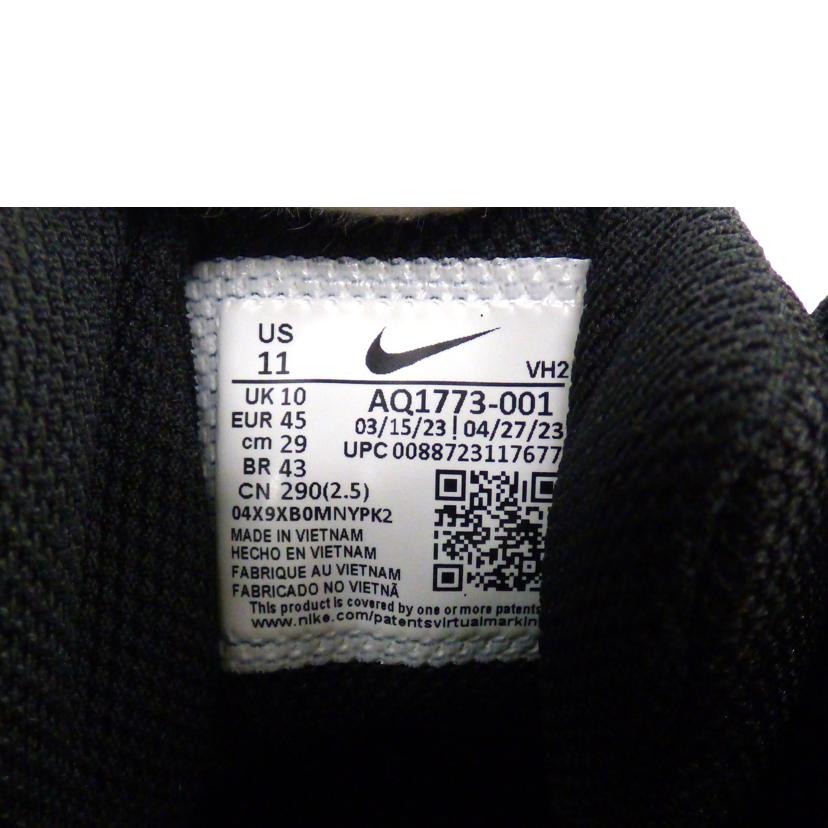 US
11
VH2
UK 10
EUR 45
cm 29
BR 43
CN 290(2.5)
AQ1773-001
03/15/23 | 04/27/23
UPC 0088723117677
04X9XB0MNYPK2
MADE IN VIETNAM
HECHO EN VIETNAM
FABRIQUE AU VIETNAM
FABRICADO NO VIETNÃ
This product is covered by one or more patents
www.nike.com/patentsvirtualmarkin